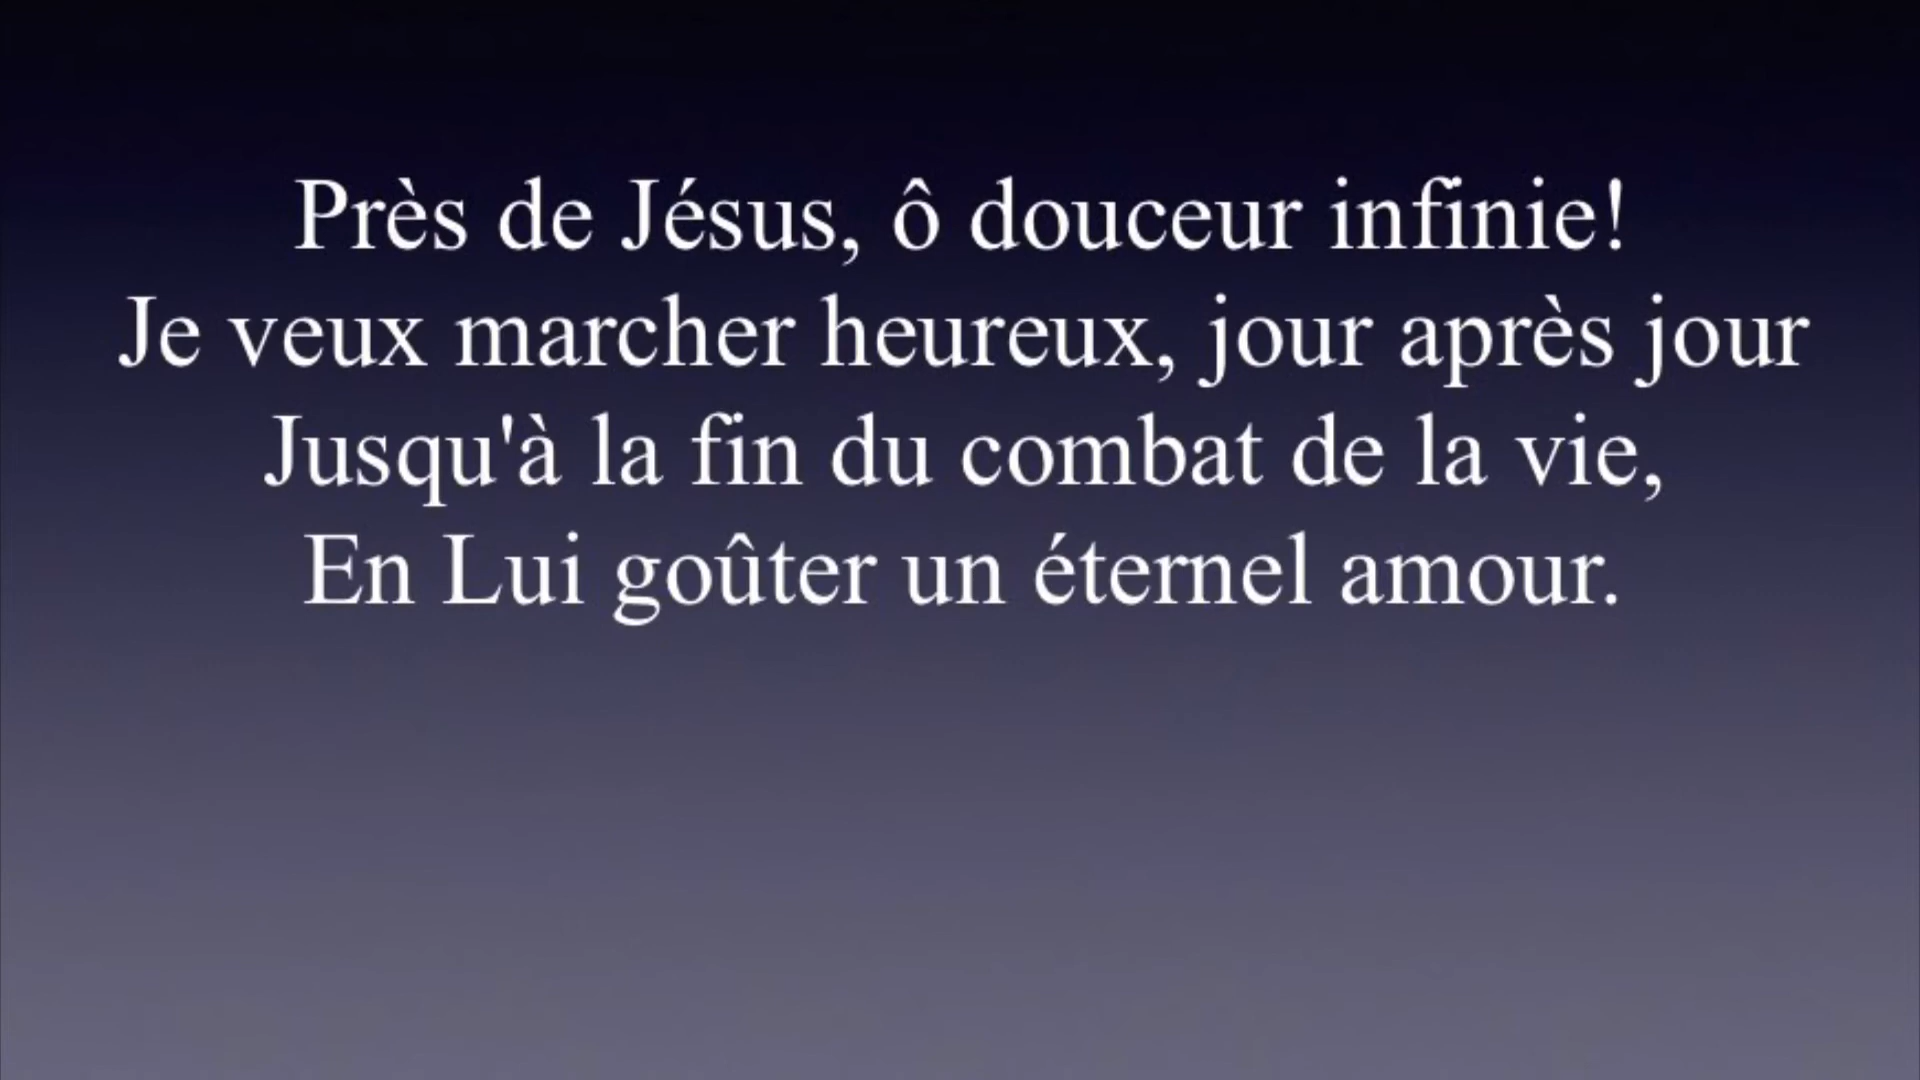 Près de Jésus, ô douceur infinie!
Je veux marcher heureux, jour après jour
Jusqu'à la fin du combat de la vie,
En Lui goûter un éternel amour.